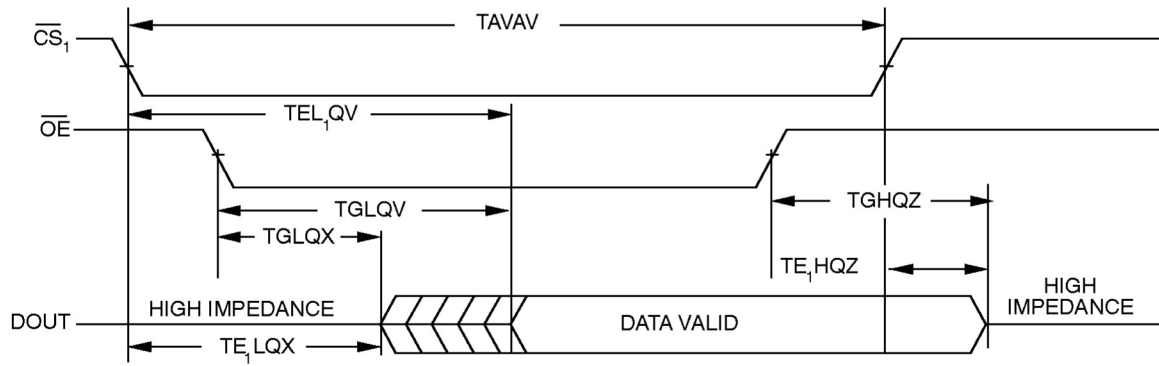 TAVAV
CS1
TEL1QV
OE
TGLQV
TGHQZ
TGLQX
TE1HQZ
HIGH IMPEDANCE
DATA VALID
HIGH
IMPEDANCE
DOUT
TE1LQX